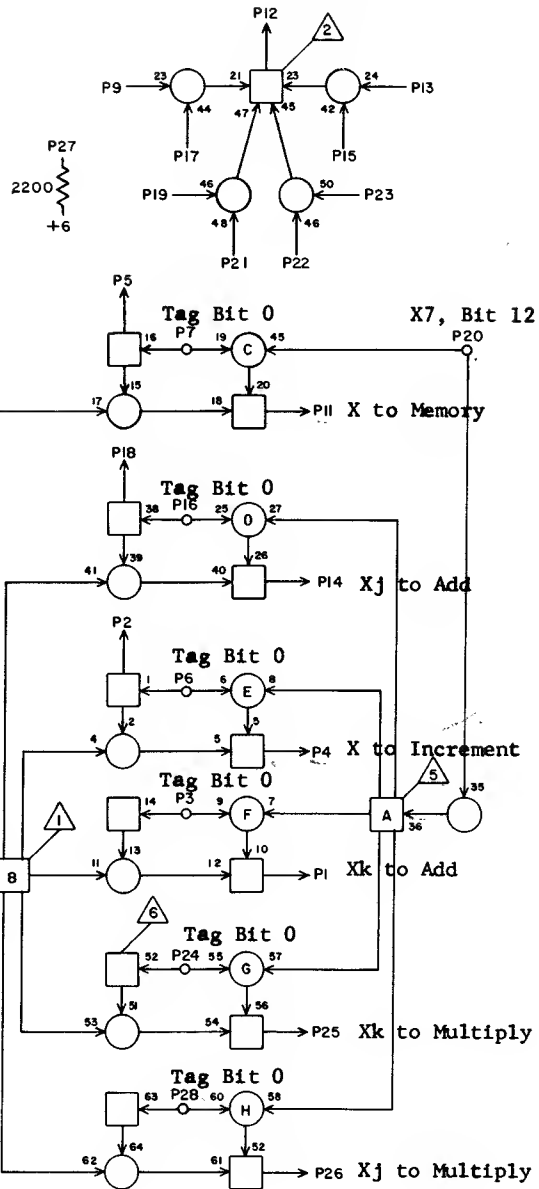 P12
2
P9 23 21 23 24 P13
44 47 45 42
P17 P15
P27
2200
+6
P19 46 50 P23
48 46
P21 P22
P5
Tag Bit 0 X7, Bit 12
P7 P20
16 19 C 45
15 20
17 18 P11 X to Memory
P18
Tag Bit 0
P16
38 25 O 27
39 26
41 40 P14 Xj to Add
P2
Tag Bit 0
P6
1 6 E 8
2 5
4 5 P4 X to Increment
Tag Bit 0
P3
5
35
14 9 F 7 A 36
1
13 10
8 11 12 P1 Xk to Add
6
Tag Bit 0
P24
52 55 G 57
51 56
53 54 P25 Xk to Multiply
Tag Bit 0
P28
63 60 H 58
64 52
62 61 P26 Xj to Multiply